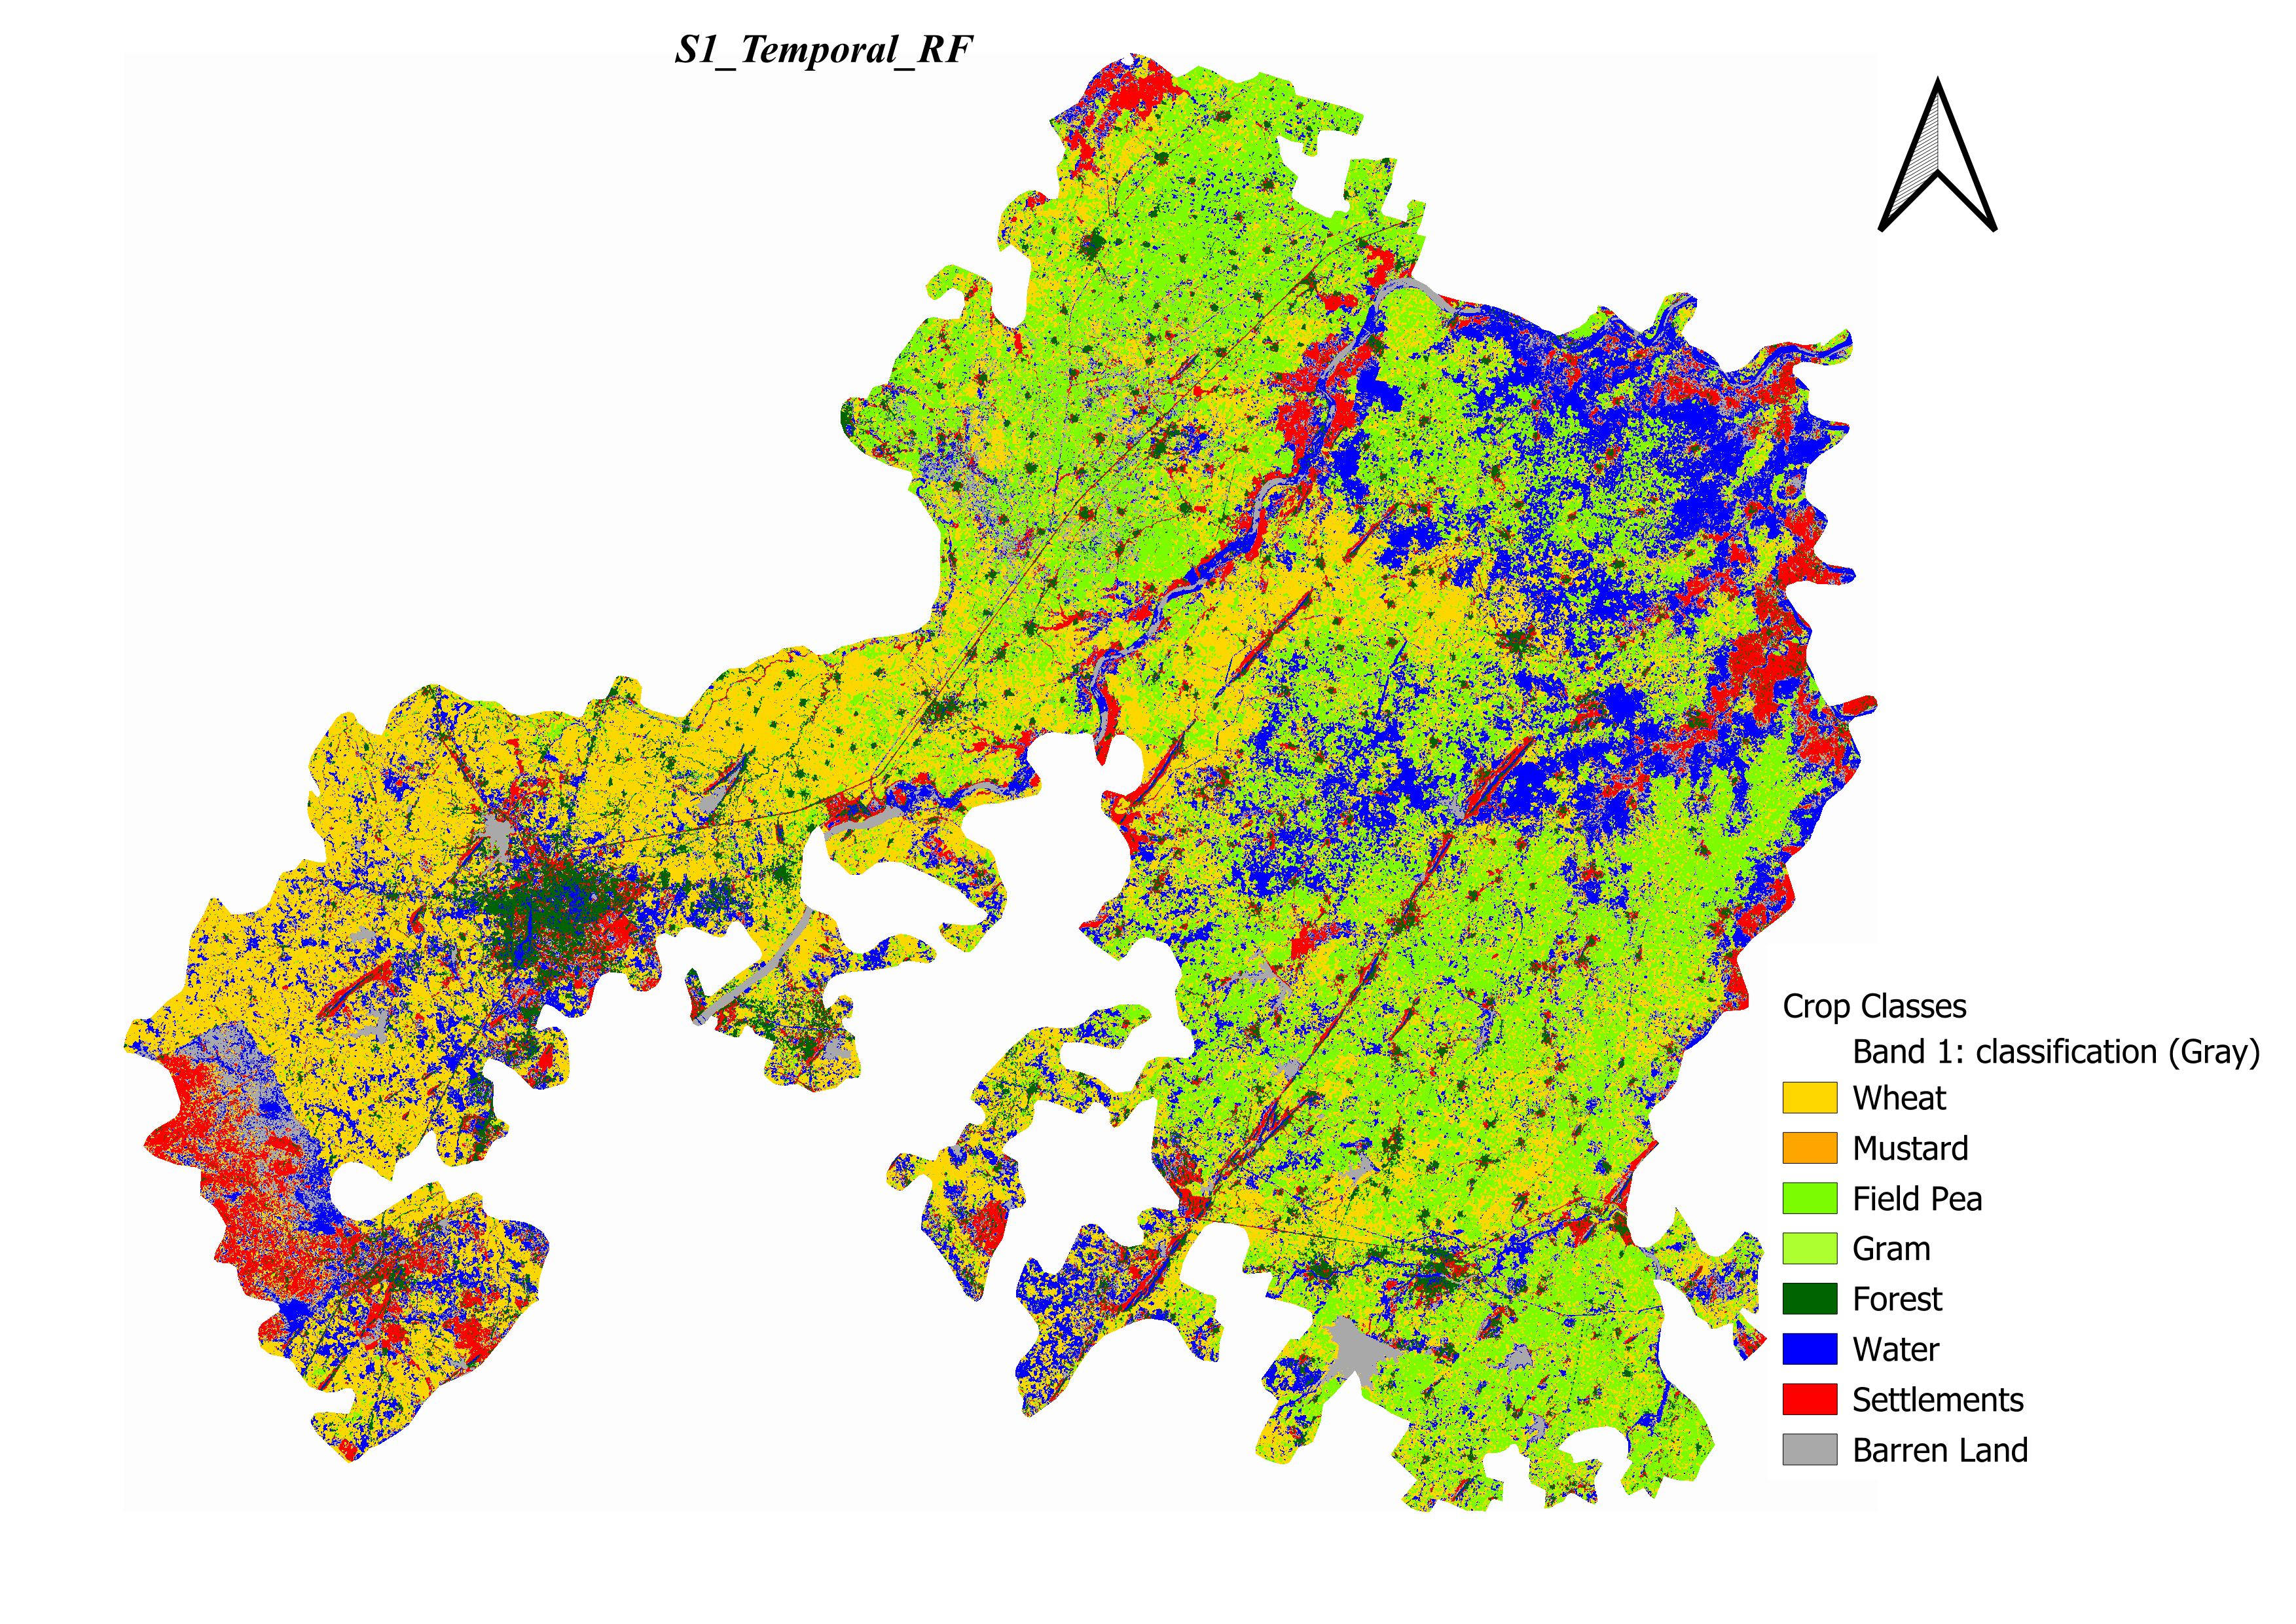 S1_Temporal_RF
Crop Classes
Band 1: classification (Gray)
Wheat
Mustard
Field Pea
Gram
Forest
Water
Settlements
Barren Land